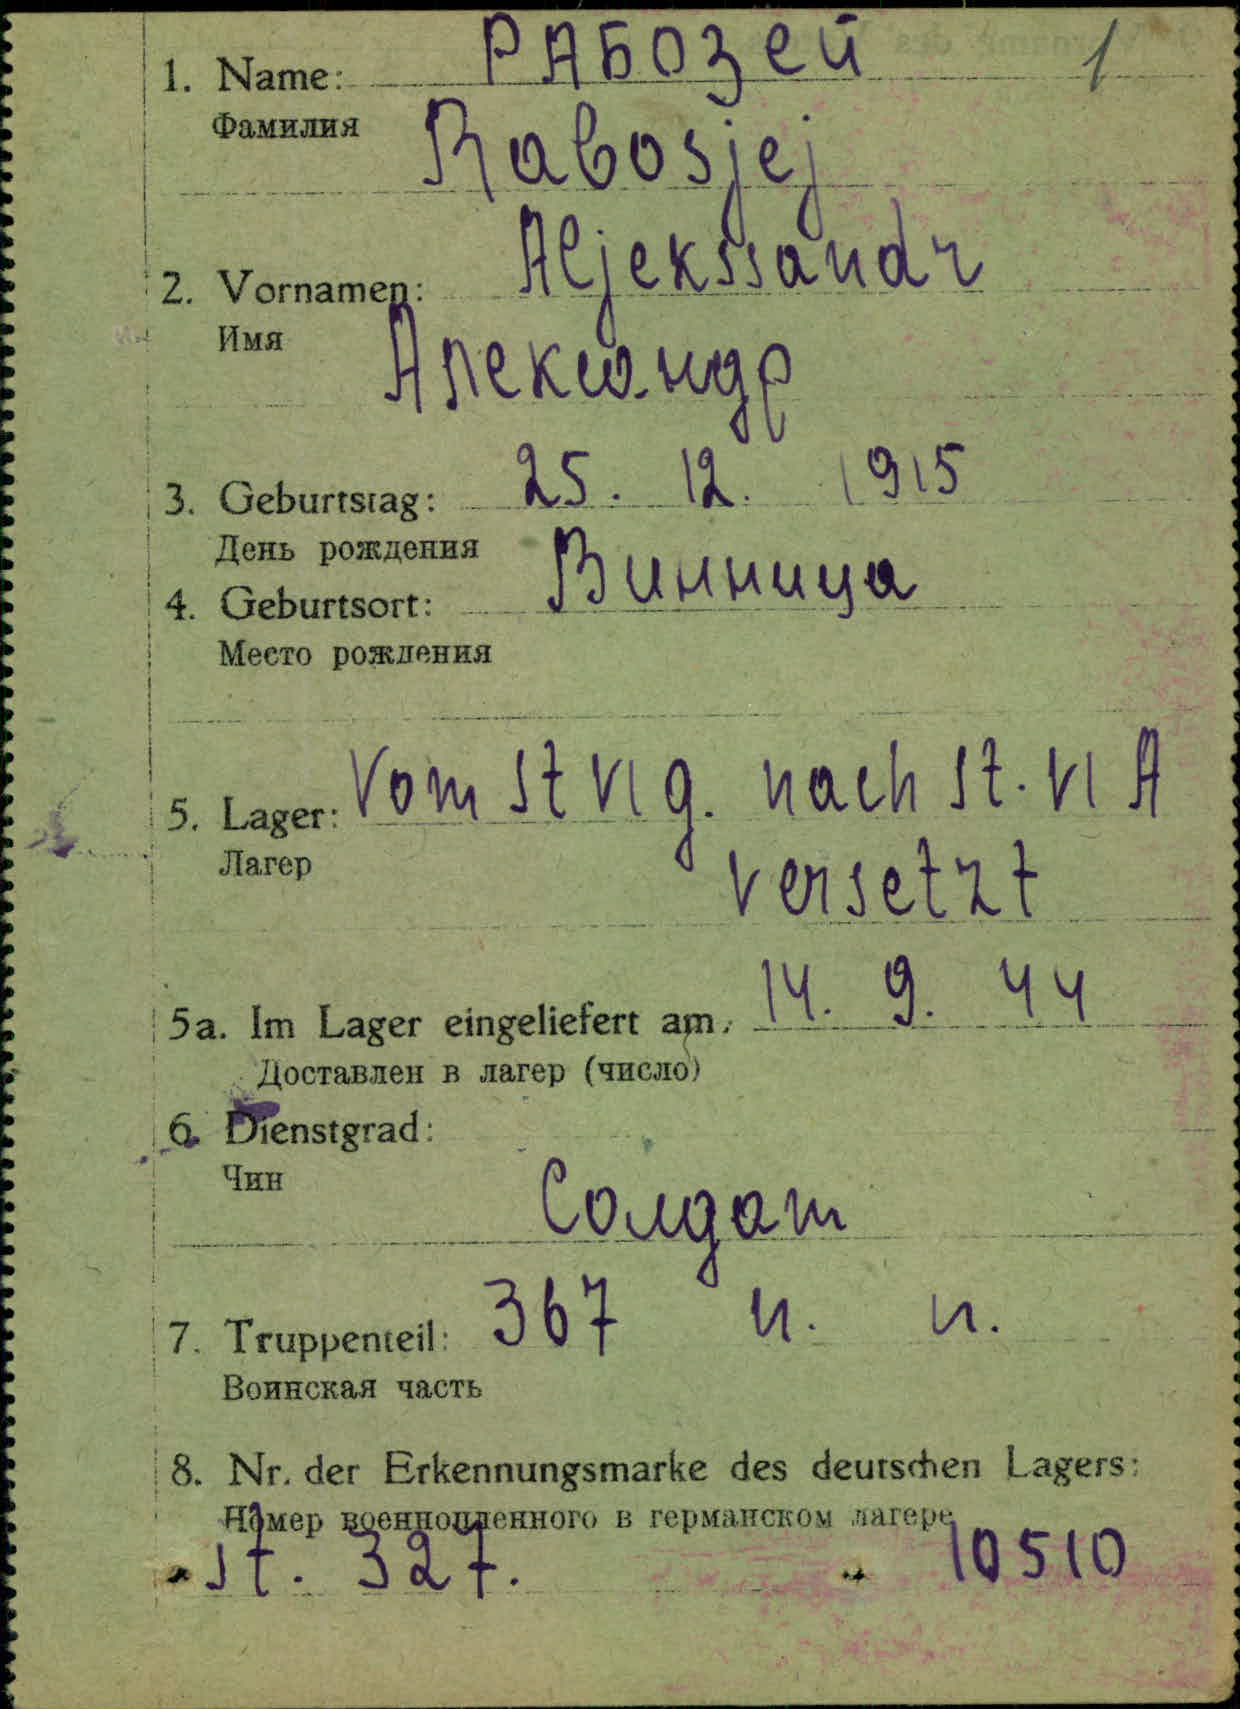 1. Name: РАБОЗЕЙ 1
Фамилия
Rabosjej
Aljekssandr
2. Vornamen:
Имя
Александр
3. Geburtstag: 25. 12. 1915
День рождения
4. Geburtsort: Винница
Место рождения
5. Lager: Vom St VI g. nach St. VI A
Лагер
versetzt
5a. Im Lager eingeliefert am: 14. 9. 44
Доставлен в лагер (число)
6. Dienstgrad:
Чин
Солдат
7. Truppenteil: 367 п. п.
Воинская часть
8. Nr. der Erkennungsmarke des deutschen Lagers:
Номер военнопленного в германском лагере
St. 327. 10510